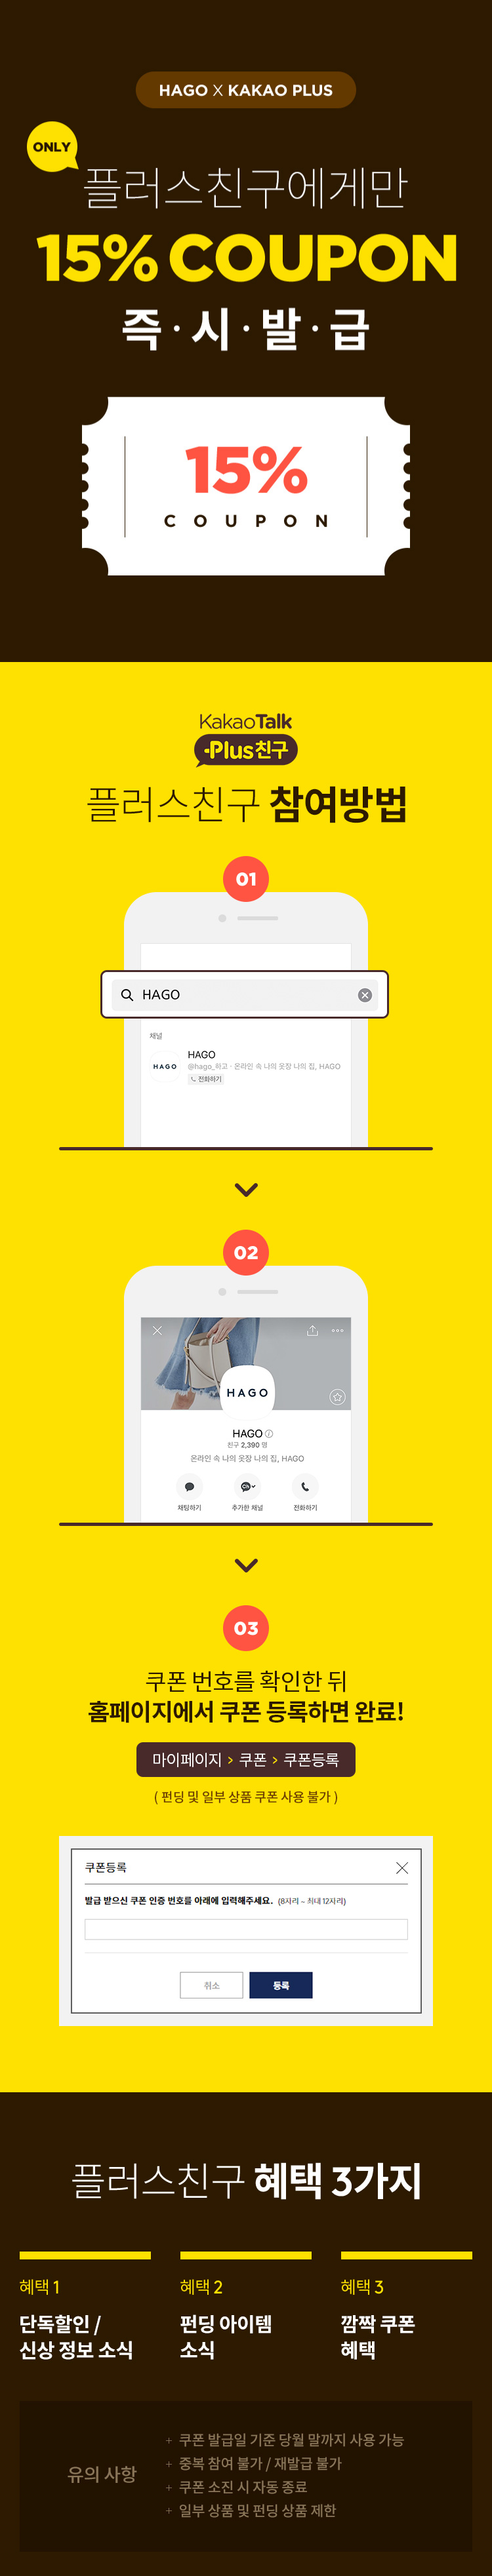 HAGO X KAKAO PLUS
ONLY
플러스친구에게만
15% COUPON
즉·시·발·급
15%
COUPON
KakaoTalk
Plus친구
플러스친구 참여방법
01
HAGO
채널
HAGO
HAGO
@hago_하고 · 온라인 속 나의 옷장 나의 집, HAGO
전화하기
02
HAGO
HAGO
친구 2,390 명
온라인 속 나의 옷장 나의 집, HAGO
채팅하기 추가한 채널 전화하기
03
쿠폰 번호를 확인한 뒤
홈페이지에서 쿠폰 등록하면 완료!
마이페이지 > 쿠폰 > 쿠폰등록
( 펀딩 및 일부 상품 쿠폰 사용 불가 )
쿠폰등록
발급 받으신 쿠폰 인증 번호를 아래에 입력해주세요. (8자리 ~ 최대 12자리)
취소 등록
플러스친구 혜택 3가지
혜택 1
단독할인 /
신상 정보 소식
혜택 2
펀딩 아이템
소식
혜택 3
깜짝 쿠폰
혜택
유의 사항
+ 쿠폰 발급일 기준 당월 말까지 사용 가능
+ 중복 참여 불가 / 재발급 불가
+ 쿠폰 소진 시 자동 종료
+ 일부 상품 및 펀딩 상품 제한